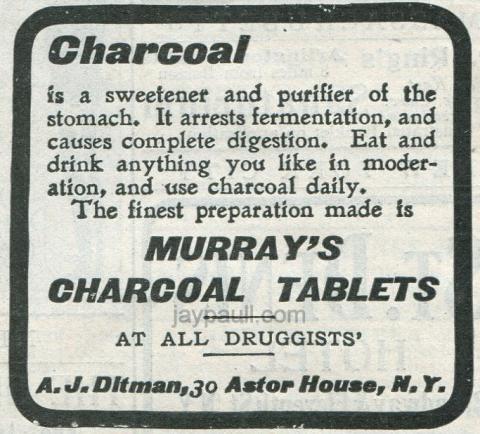 Charcoal
is a sweetener and purifier of the
stomach. It arrests fermentation, and
causes complete digestion. Eat and
drink anything you like in moder-
ation, and use charcoal daily.
The finest preparation made is
MURRAY'S
CHARCOAL TABLETS
jaypaull.com
AT ALL DRUGGISTS'
A. J. Ditman, 30 Astor House, N. Y.